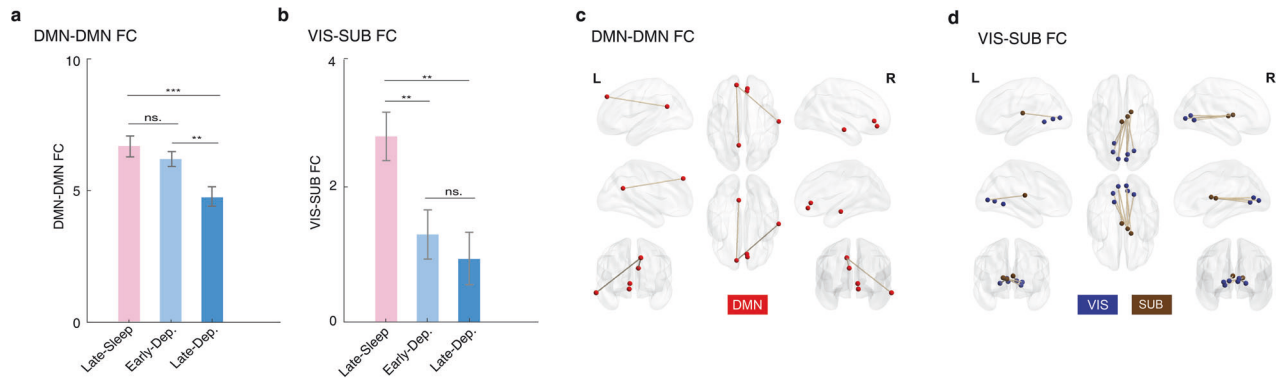 a
DMN-DMN FC
10
5
0
DMN-DMN FC
***
ns.
**
Late-Sleep
Early-Dep.
Late-Dep.
b
VIS-SUB FC
4
2
0
VIS-SUB FC
**
**
ns.
Late-Sleep
Early-Dep.
Late-Dep.
c
DMN-DMN FC
L
R
DMN
d
VIS-SUB FC
L
R
VIS
SUB